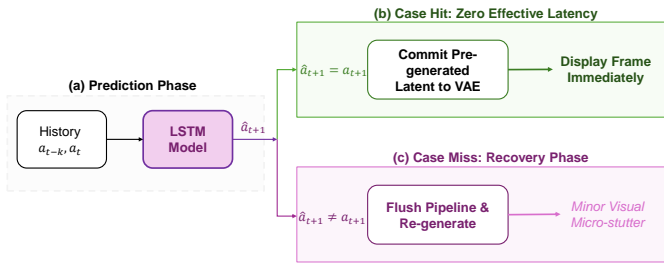 (b) Case Hit: Zero Effective Latency
â_{t+1} = a_{t+1}
Commit Pre-
generated
Latent to VAE
Display Frame
Immediately
(a) Prediction Phase
History
a_{t−k}, a_t
LSTM
Model
â_{t+1}
(c) Case Miss: Recovery Phase
â_{t+1} ≠ a_{t+1}
Flush Pipeline &
Re-generate
Minor Visual
Micro-stutter